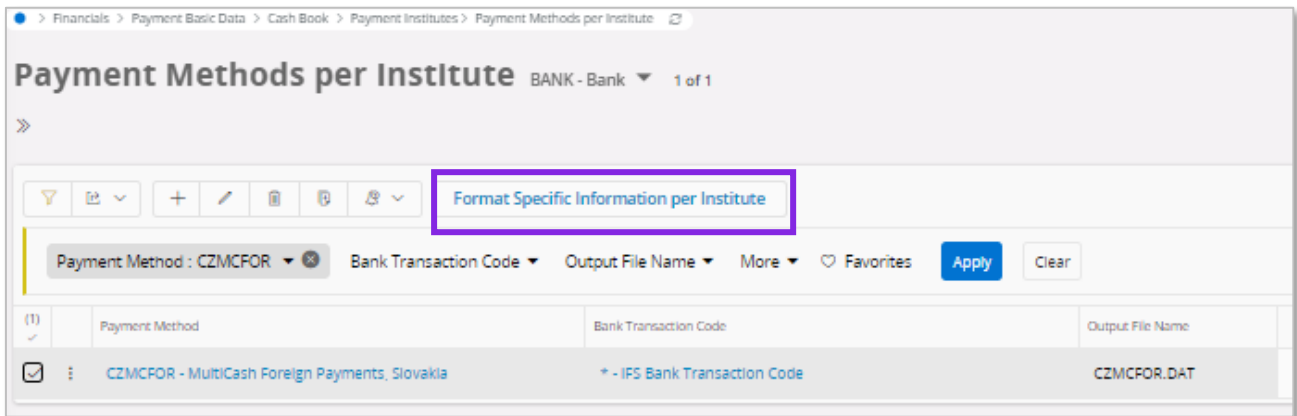 > Financials > Payment Basic Data > Cash Book > Payment Institutes > Payment Methods per Institute
Payment Methods per Institute BANK - Bank 1 of 1
Format Specific Information per Institute
Payment Method : CZMCFOR Bank Transaction Code Output File Name More Favorites Apply Clear
(1) Payment Method Bank Transaction Code Output File Name
CZMCFOR - MultiCash Foreign Payments, Slovakia * - IFS Bank Transaction Code CZMCFOR.DAT